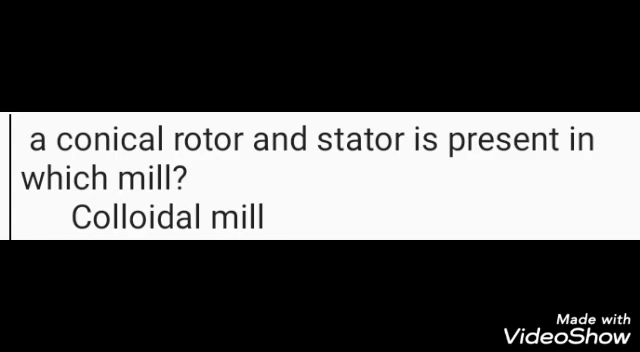 a conical rotor and stator is present in
which mill?
Colloidal mill
Made with
VideoShow